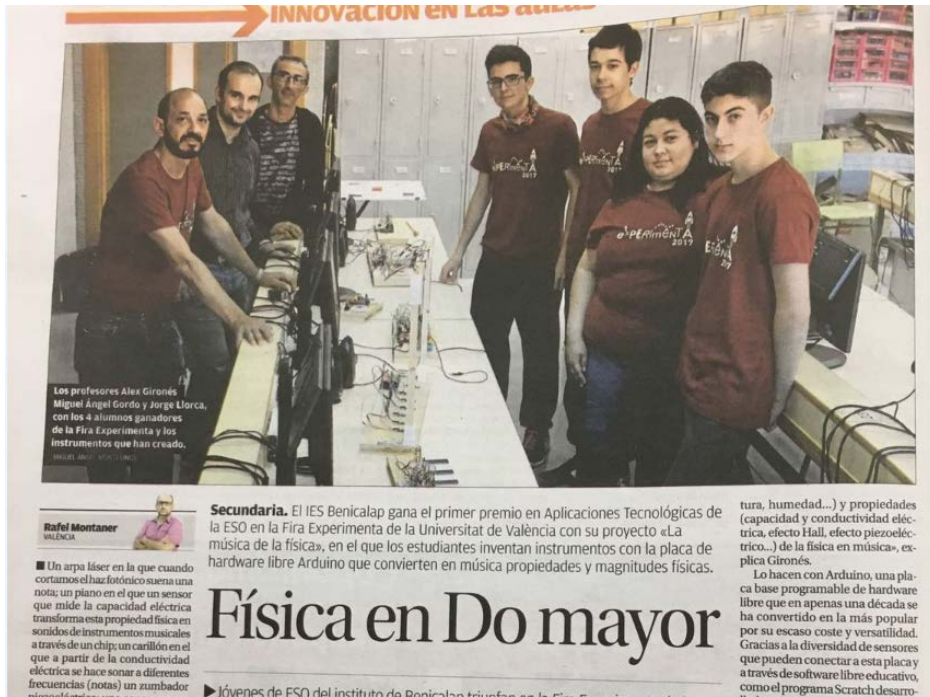 INNOVACIÓN EN LAS AULAS
EXPERIMENTA
2019
EXPERIMENTA
2019
Los profesores Alex Gironés
Miguel Ángel Gordo y Jorge Llorca,
con los 4 alumnos ganadores
de la Fira Experimenta y los
instrumentos que han creado.
Rafel Montaner
VALÈNCIA
■ Un arpa láser en la que cuando
cortamos el haz fotónico suena una
nota; un piano en el que un sensor
que mide la capacidad eléctrica
transforma esta propiedad física en
sonidos de instrumentos musicales
a través de un chip; un carillón en el
que a partir de la conductividad
eléctrica se hace sonar a diferentes
frecuencias (notas) un zumbador
Secundaria. El IES Benicalap gana el primer premio en Aplicaciones Tecnológicas de
la ESO en la Fira Experimenta de la Universitat de València con su proyecto «La
música de la física», en el que los estudiantes inventan instrumentos con la placa de
hardware libre Arduino que convierten en música propiedades y magnitudes físicas.
Física en Do mayor
▶ Jóvenes de ESO del instituto de Benicalap triunfan en la Fira
tura, humedad...) y propiedades
(capacidad y conductividad eléc-
trica, efecto Hall, efecto piezoeléc-
trico...) de la física en música», ex-
plica Gironés.
Lo hacen con Arduino, una pla-
ca base programable de hardware
libre que en apenas una década se
ha convertido en la más popular
por su escaso coste y versatilidad.
Gracias a la diversidad de sensores
que pueden conectar a esta placa y
a través de software libre educativo,
como el programa Scratch desarro-